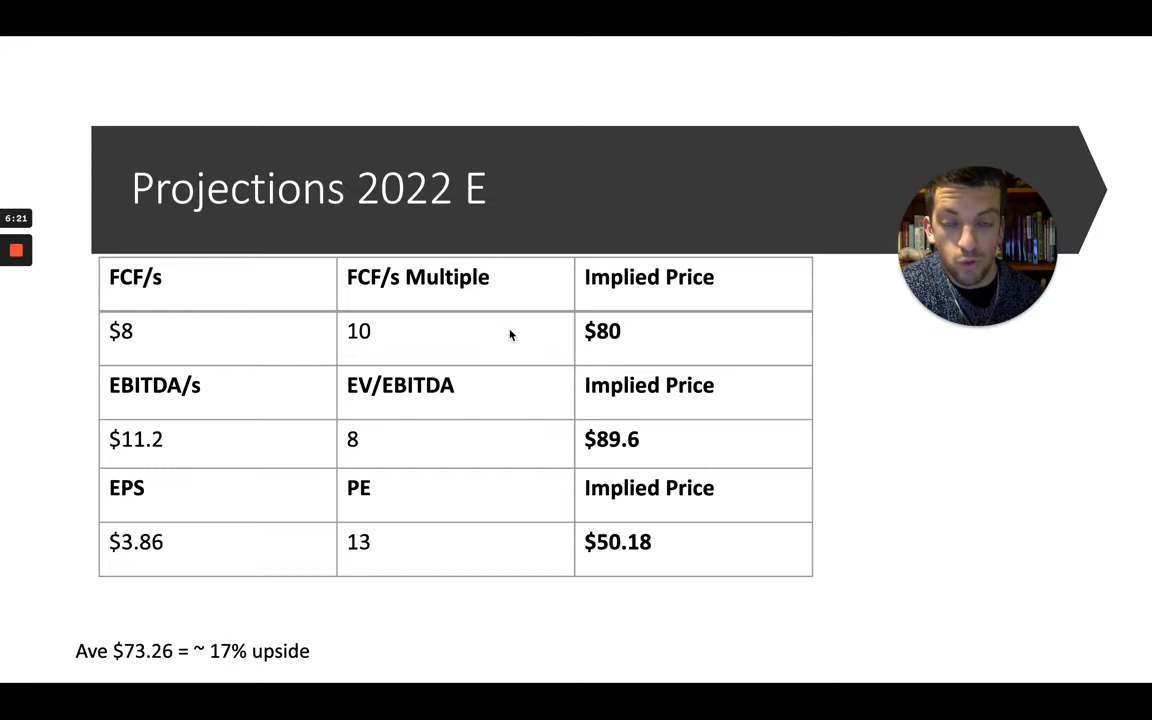 Projections 2022 E
6:21
FCF/s FCF/s Multiple Implied Price
$8 10 $80
EBITDA/s EV/EBITDA Implied Price
$11.2 8 $89.6
EPS PE Implied Price
$3.86 13 $50.18
Ave $73.26 = ~ 17% upside